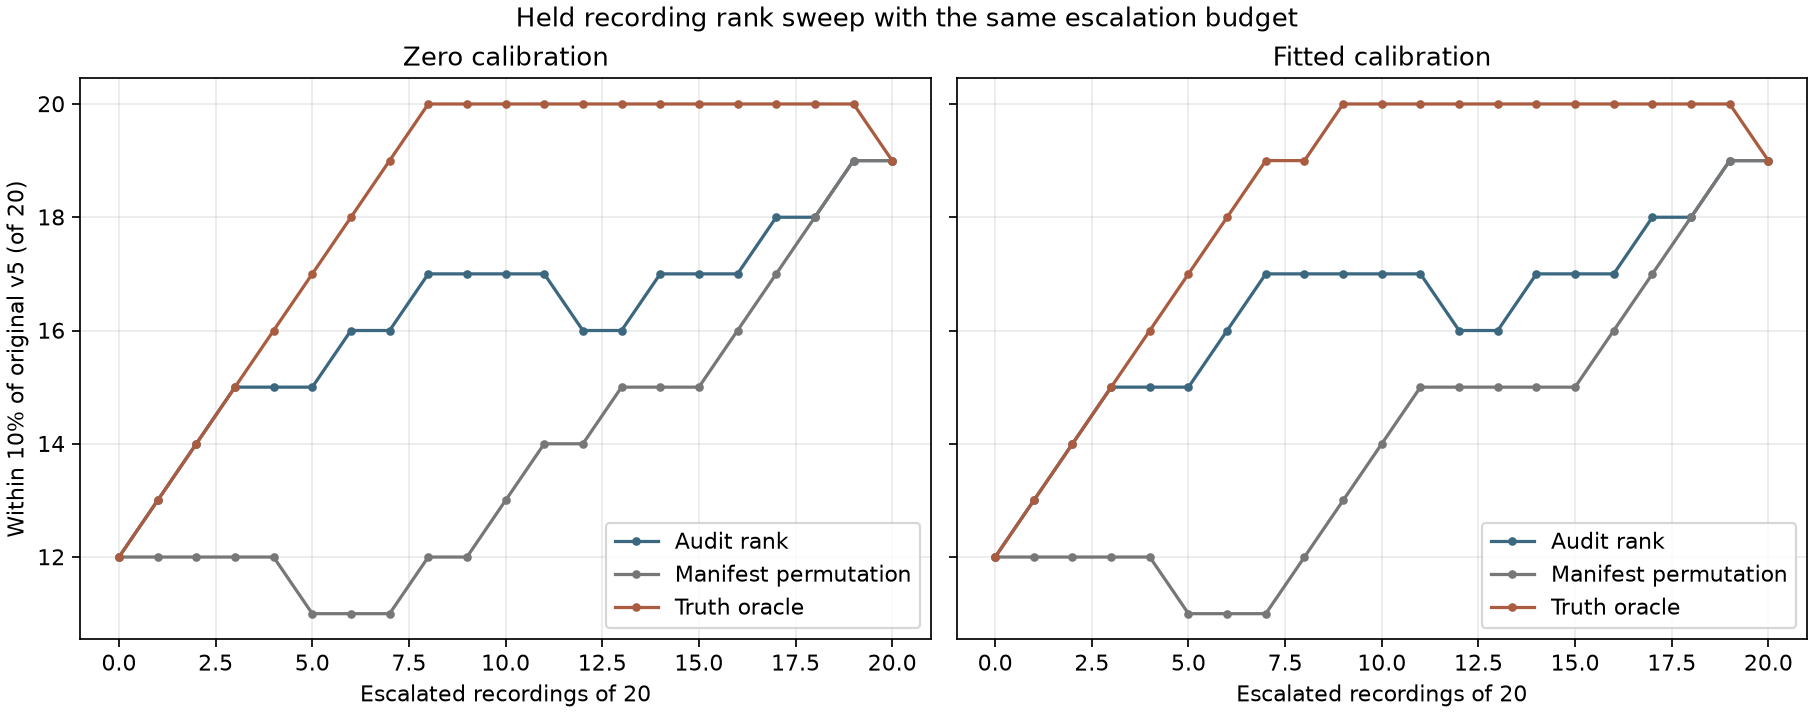 Held recording rank sweep with the same escalation budget
Zero calibration
Within 10% of original v5 (of 20)
20
18
16
14
12
Audit rank
Manifest permutation
Truth oracle
0.0 2.5 5.0 7.5 10.0 12.5 15.0 17.5 20.0
Escalated recordings of 20
Fitted calibration
Audit rank
Manifest permutation
Truth oracle
0.0 2.5 5.0 7.5 10.0 12.5 15.0 17.5 20.0
Escalated recordings of 20